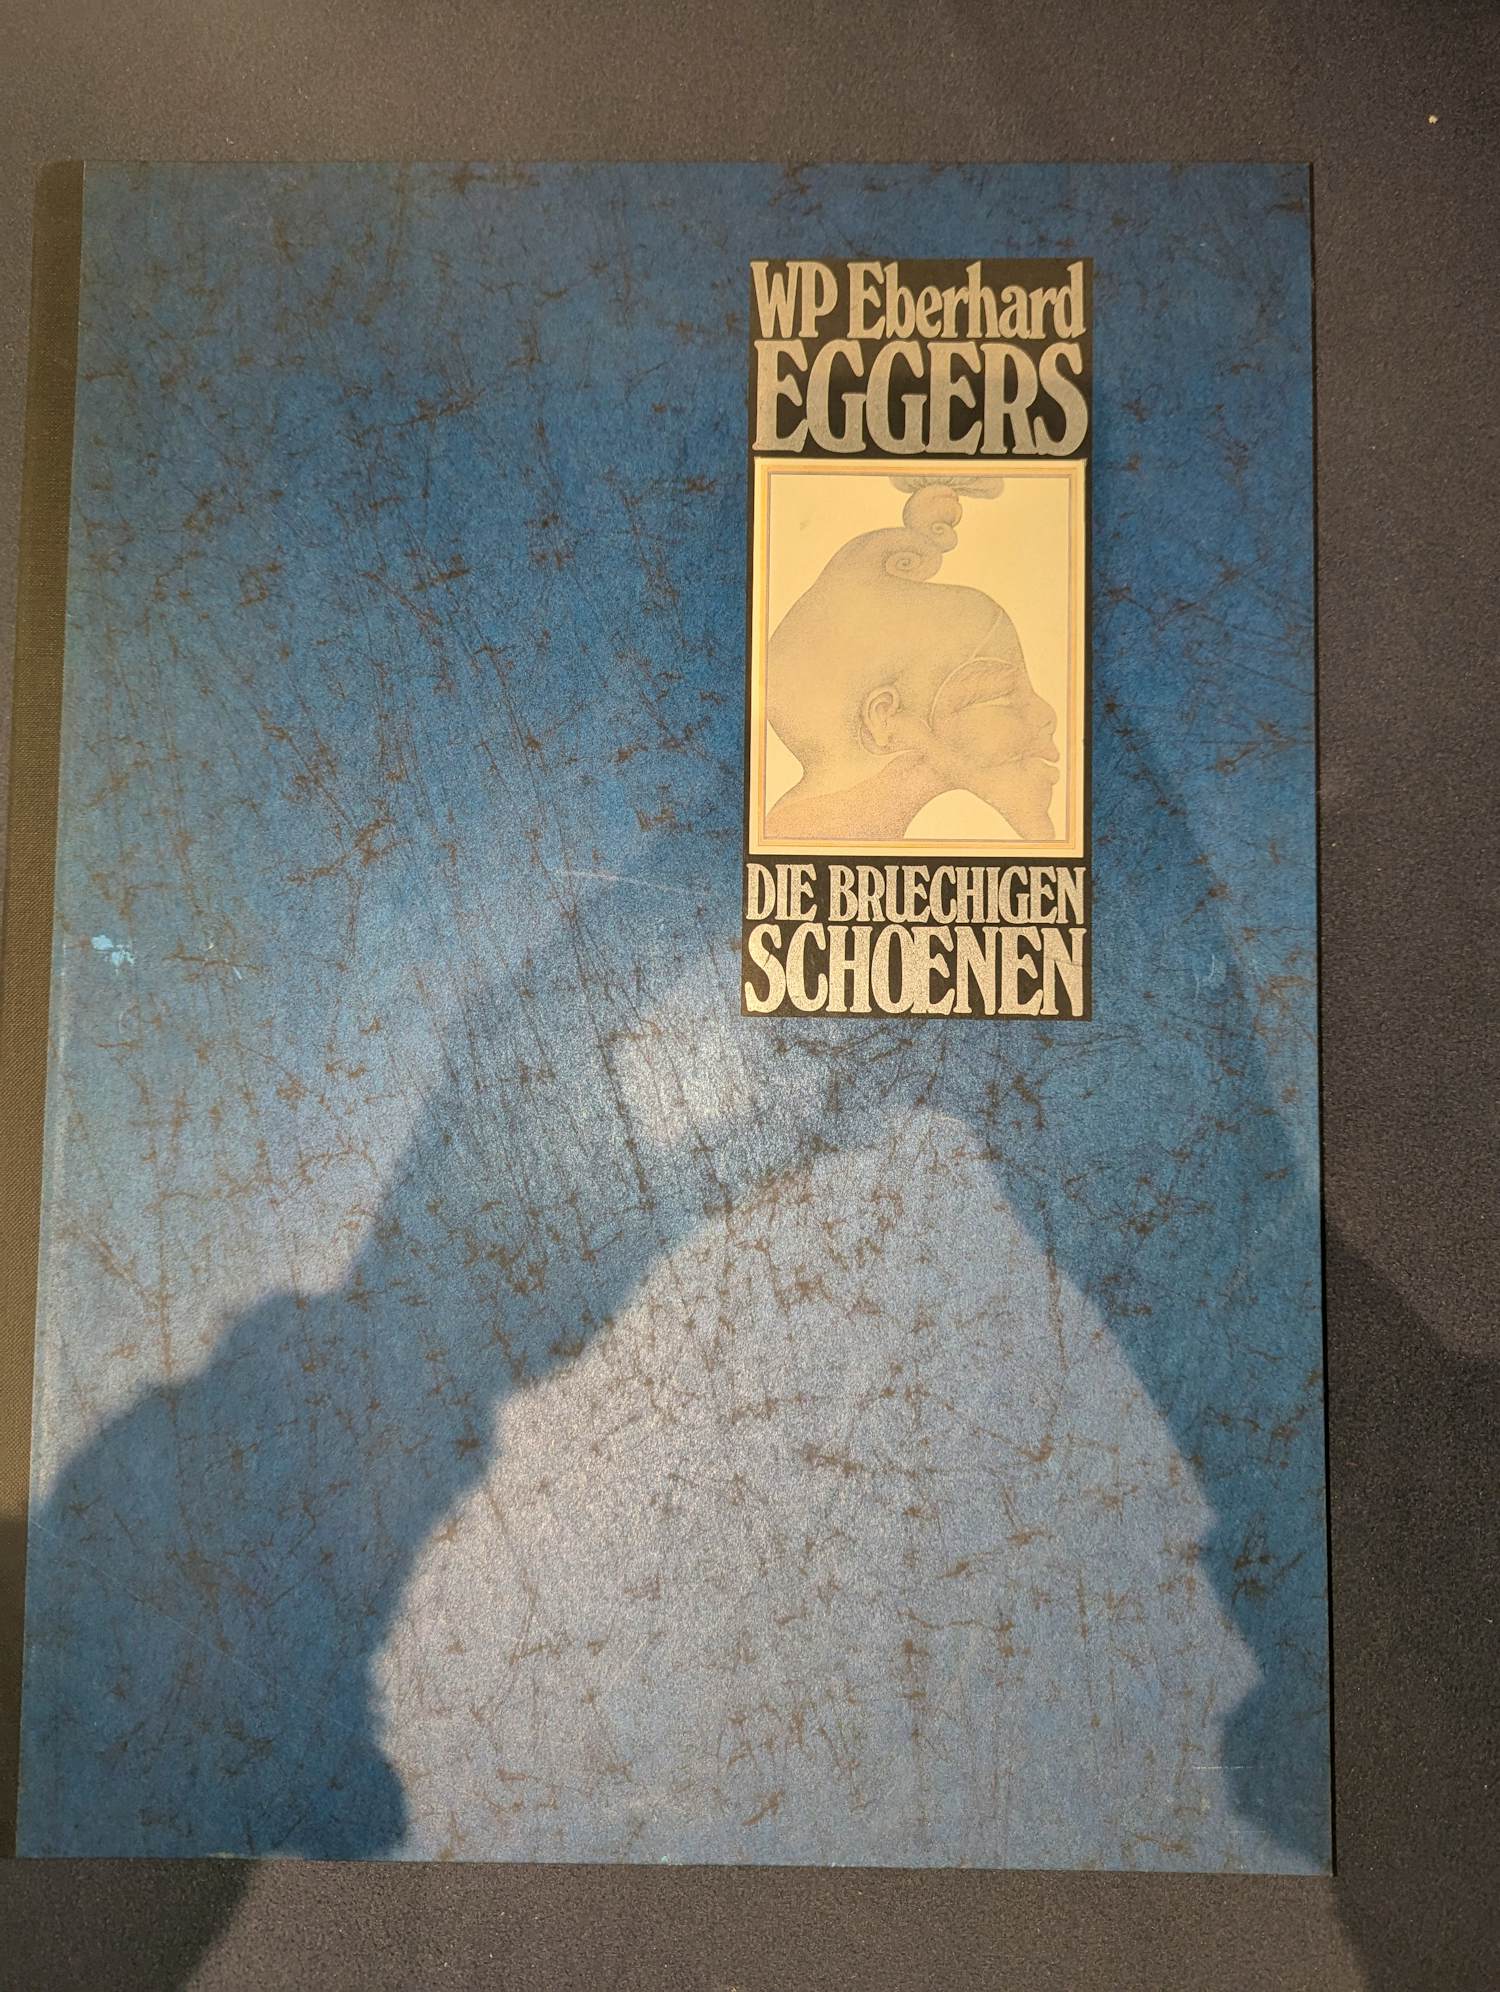 WP Eberhard
EGGERS
DIE BRUECHIGEN
SCHOENEN